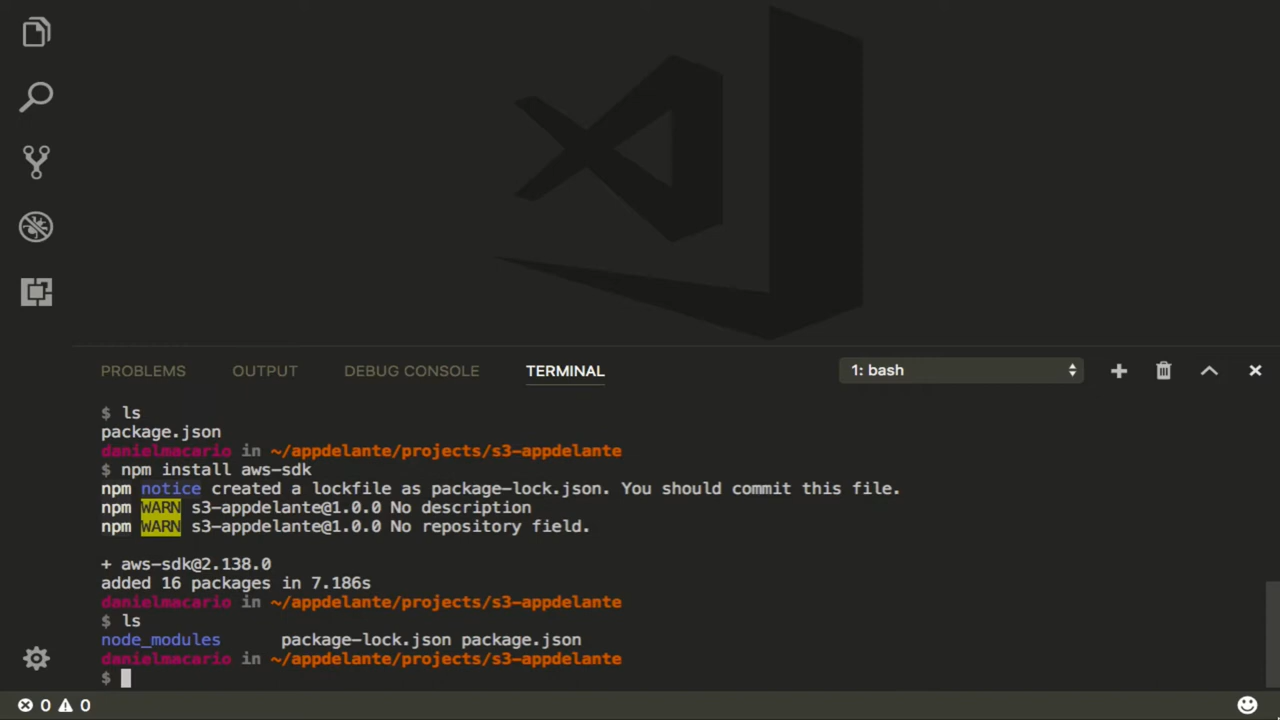 PROBLEMS OUTPUT DEBUG CONSOLE TERMINAL 1: bash
$ ls
package.json
danielmacario in ~/appdelante/projects/s3-appdelante
$ npm install aws-sdk
npm notice created a lockfile as package-lock.json. You should commit this file.
npm WARN s3-appdelante@1.0.0 No description
npm WARN s3-appdelante@1.0.0 No repository field.
+ aws-sdk@2.138.0
added 16 packages in 7.186s
danielmacario in ~/appdelante/projects/s3-appdelante
$ ls
node_modules package-lock.json package.json
danielmacario in ~/appdelante/projects/s3-appdelante
$
0 0